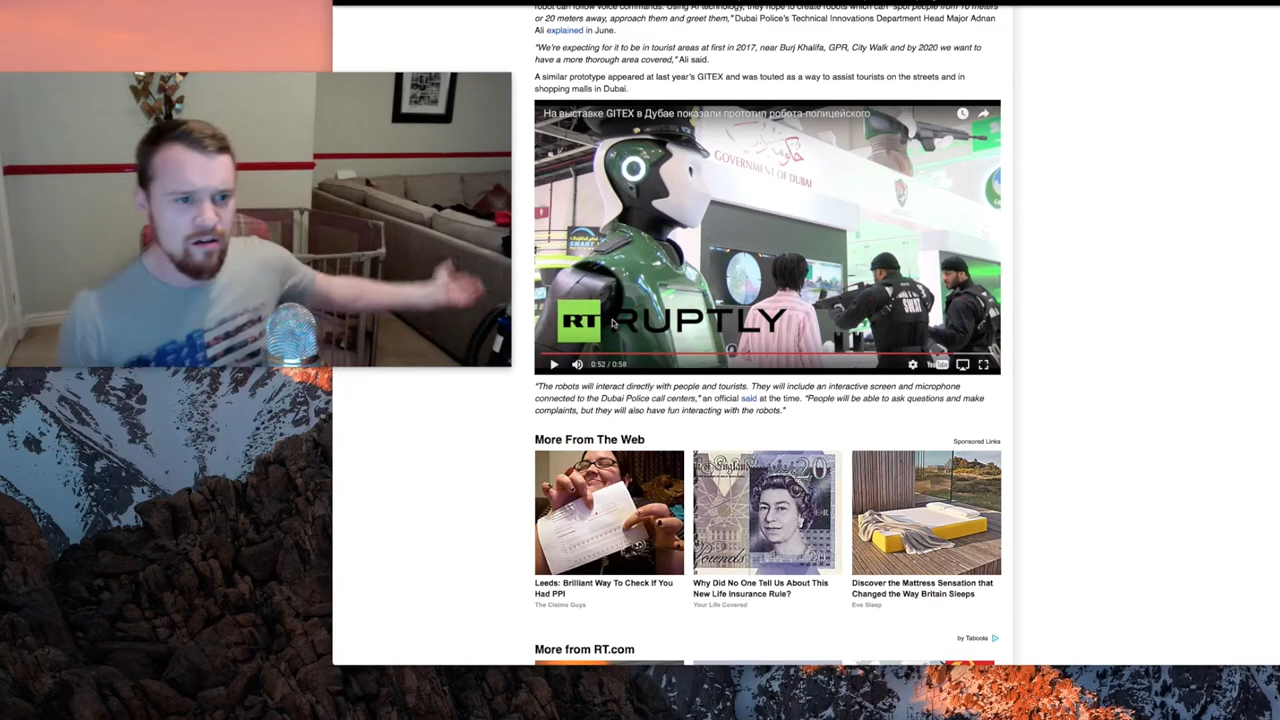 robot can follow voice commands. Using AI technology, they hope to create robots which can "spot people from 10 meters
or 20 meters away, approach them and greet them," Dubai Police's Technical Innovations Department Head Major Adnan
Ali explained in June.
"We're expecting for it to be in tourist areas at first in 2017, near Burj Khalifa, GPR, City Walk and by 2020 we want to
have a more thorough area covered," Ali said.
A similar prototype appeared at last year's GITEX and was touted as a way to assist tourists on the streets and in
shopping malls in Dubai.
На выставке GITEX в Дубае показали прототип робота-полицейского
GOVERNMENT OF DUBAI
SMART
SWAT
RT RUPTLY
0:52 / 0:58
YouTube
"The robots will interact directly with people and tourists. They will include an interactive screen and microphone
connected to the Dubai Police call centers," an official said at the time. "People will be able to ask questions and make
complaints, but they will also have fun interacting with the robots."
More From The Web
Sponsored Links
of England
20
Pounds
Leeds: Brilliant Way To Check If You
Had PPI
The Claims Guys
Why Did No One Tell Us About This
New Life Insurance Rule?
Your Life Covered
Discover the Mattress Sensation that
Changed the Way Britain Sleeps
Eve Sleep
by Taboola
More from RT.com